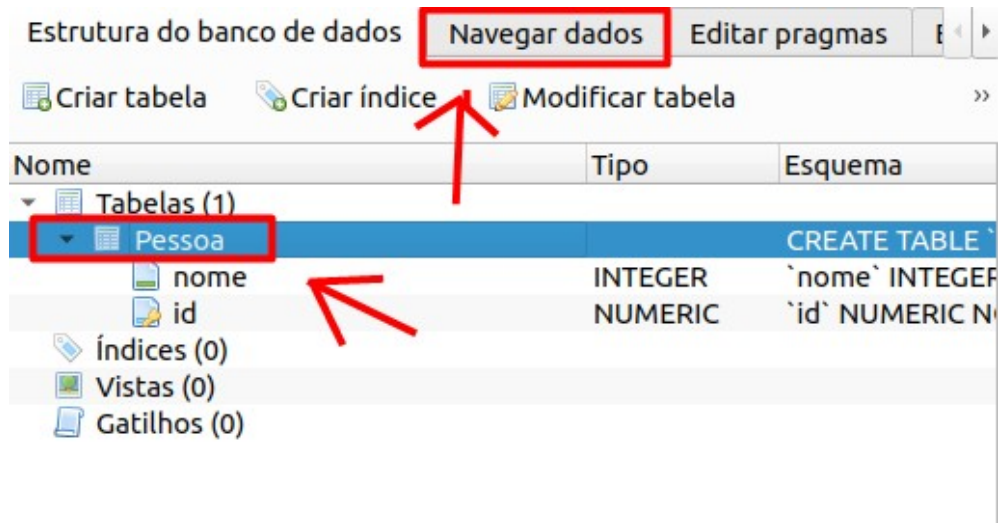 Estrutura do banco de dados Navegar dados Editar pragmas
Criar tabela Criar índice Modificar tabela »
Nome Tipo Esquema
Tabelas (1)
Pessoa CREATE TABLE `
nome INTEGER `nome` INTEGER
id NUMERIC `id` NUMERIC
Índices (0)
Vistas (0)
Gatilhos (0)